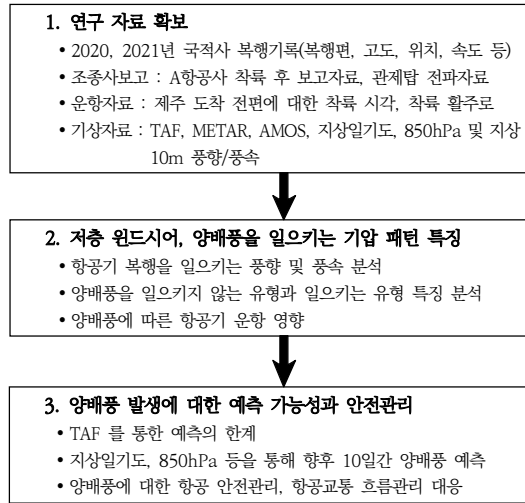 1. 연구 자료 확보
• 2020, 2021년 국적사 복행기록(복행편, 고도, 위치, 속도 등)
• 조종사보고 : A항공사 착륙 후 보고자료, 관제탑 전파자료
• 운항자료 : 제주 도착 전편에 대한 착륙 시각, 착륙 활주로
• 기상자료 : TAF, METAR, AMOS, 지상일기도, 850hPa 및 지상
10m 풍향/풍속
2. 저층 윈드시어, 양배풍을 일으키는 기압 패턴 특징
• 항공기 복행을 일으키는 풍향 및 풍속 분석
• 양배풍을 일으키지 않는 유형과 일으키는 유형 특징 분석
• 양배풍에 따른 항공기 운항 영향
3. 양배풍 발생에 대한 예측 가능성과 안전관리
• TAF 를 통한 예측의 한계
• 지상일기도, 850hPa 등을 통해 향후 10일간 양배풍 예측
• 양배풍에 대한 항공 안전관리, 항공교통 흐름관리 대응